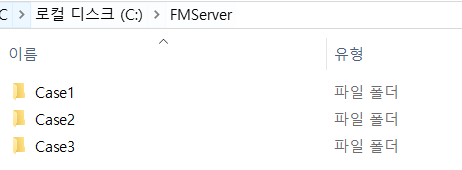 C > 로컬 디스크 (C:) > FMServer
이름 유형
Case1 파일 폴더
Case2 파일 폴더
Case3 파일 폴더